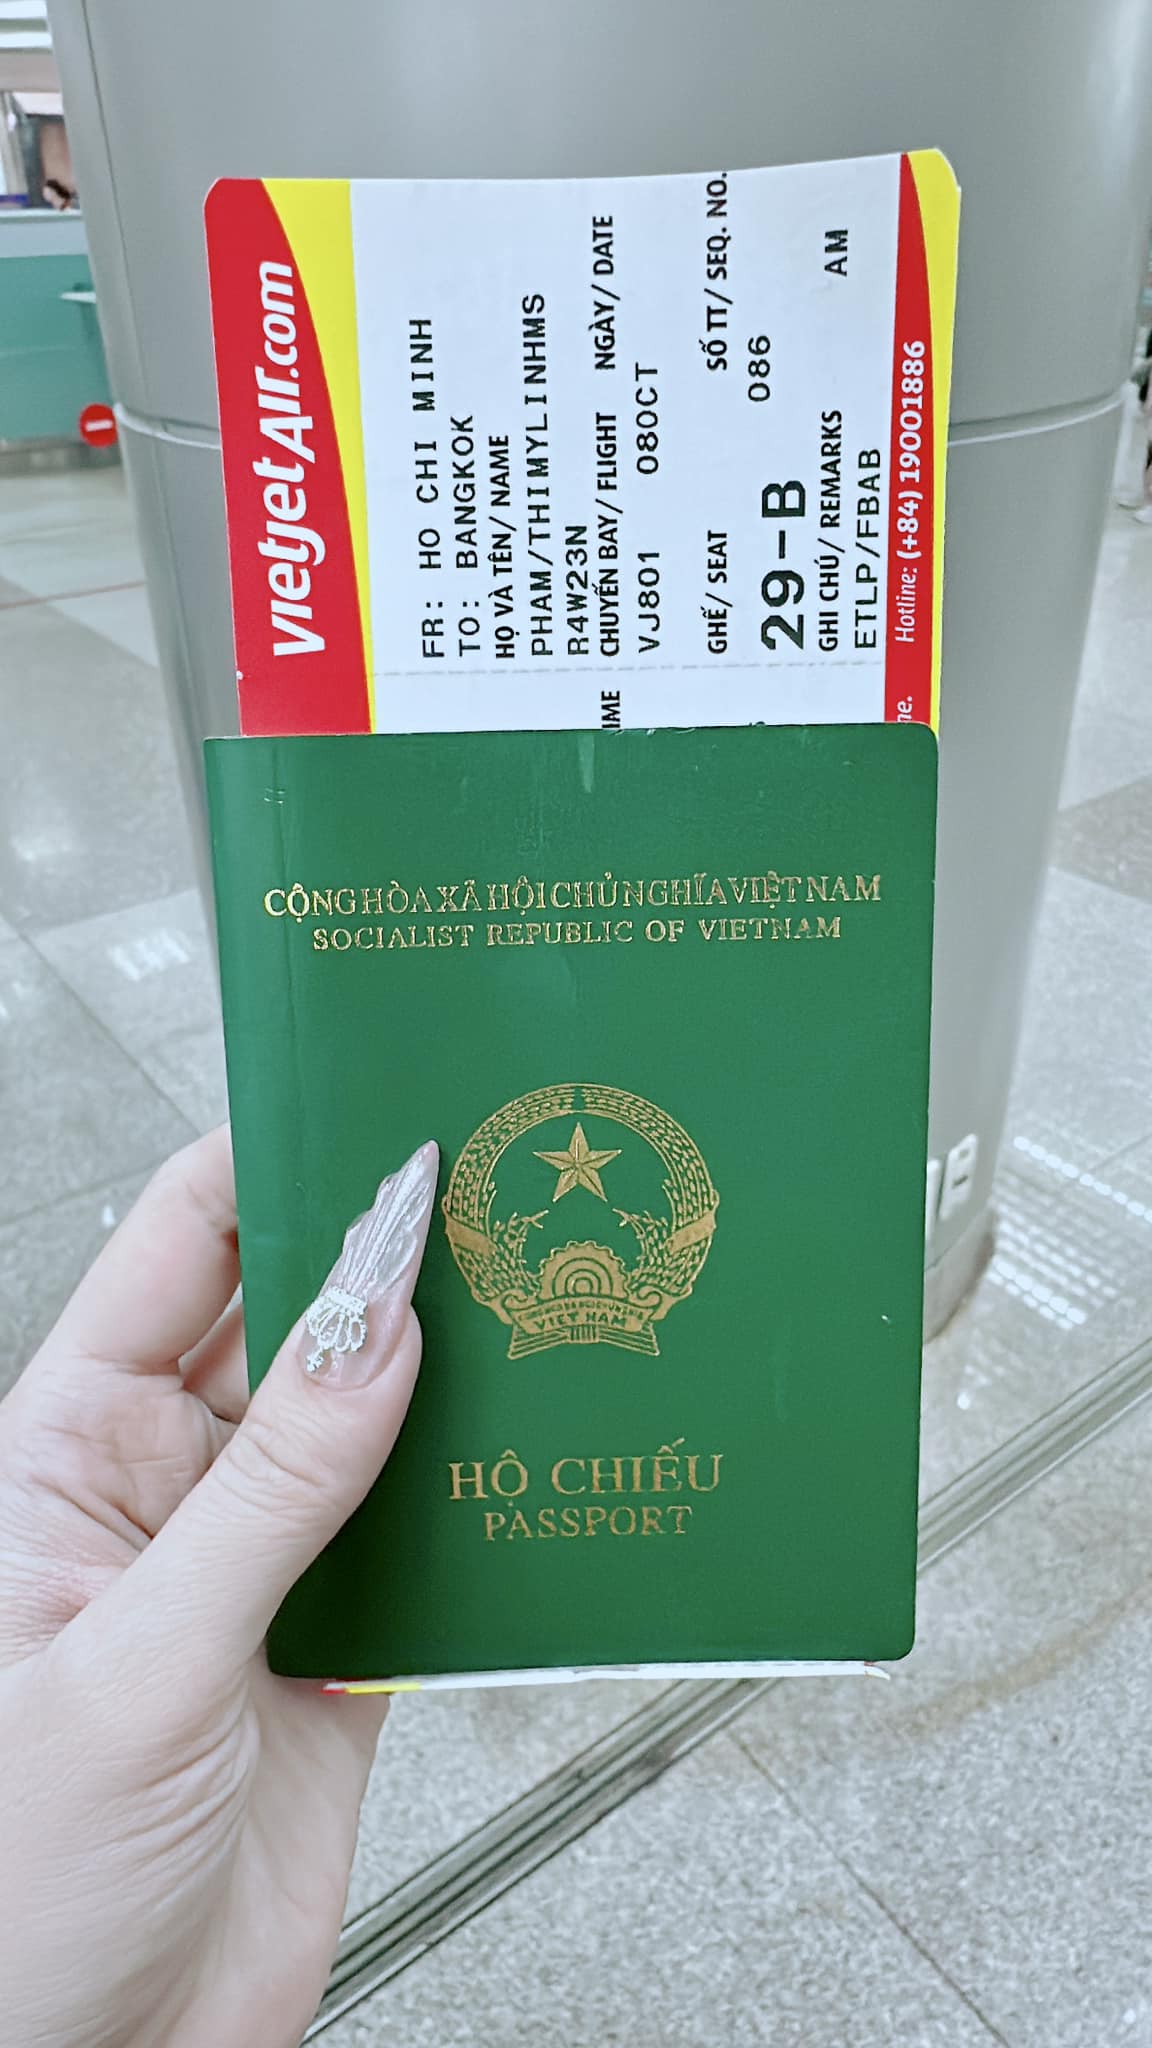 vietjetAir.com
FR: HO CHI MINH
TO: BANGKOK
HỌ VÀ TÊN/ NAME
PHAM/THIMYLINHMS
R4W23N
CHUYẾN BAY/ FLIGHT NGÀY/ DATE
VJ801 08OCT
GHẾ/ SEAT SỐ TT/ SEQ. NO.
29-B 086
GHI CHÚ/ REMARKS
ETLP/FBAB AM
Hotline: (+84) 19001886
CỘNG HÒA XÃ HỘI CHỦ NGHĨA VIỆT NAM
SOCIALIST REPUBLIC OF VIETNAM
VIET NAM
HỘ CHIẾU
PASSPORT